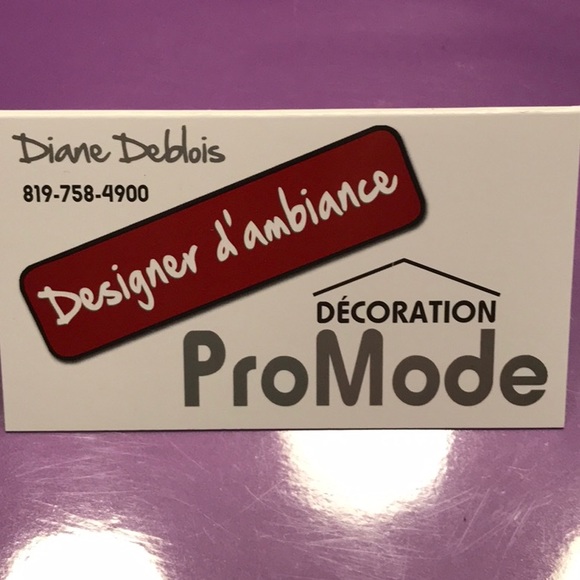 Diane Deblois
819-758-4900
Designer d'ambiance
DÉCORATION
ProMode